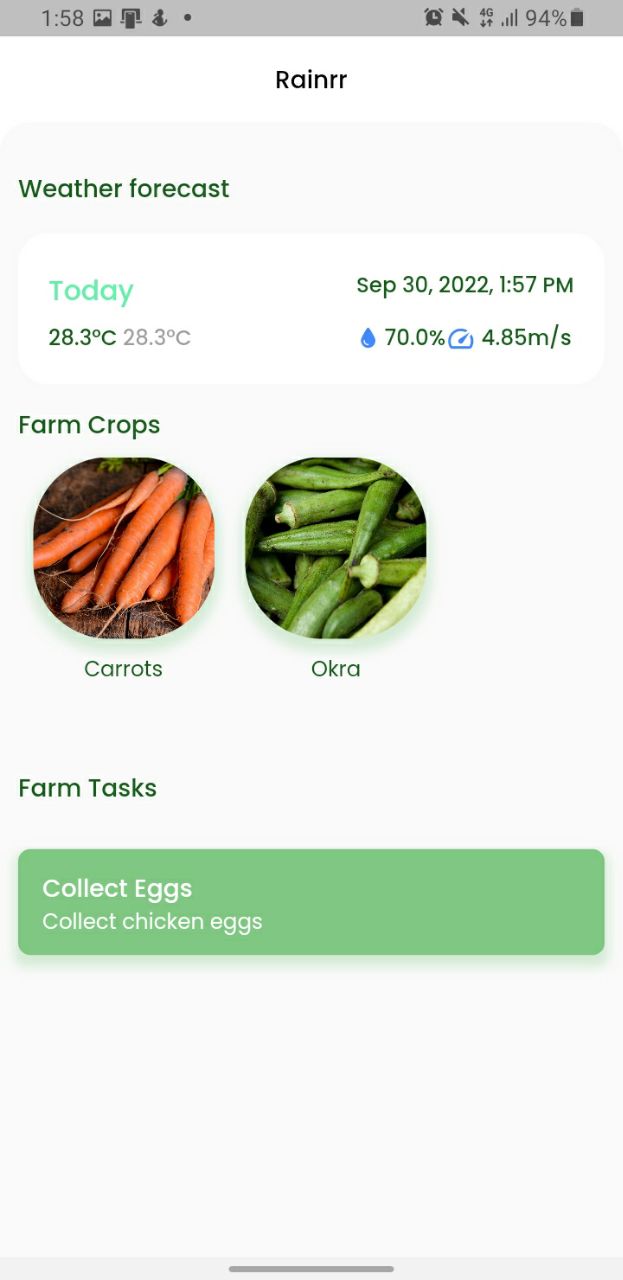 1:58 4G 94%
Rainrr
Weather forecast
Today Sep 30, 2022, 1:57 PM
28.3°C 28.3°C 70.0% 4.85m/s
Farm Crops
Carrots Okra
Farm Tasks
Collect Eggs
Collect chicken eggs